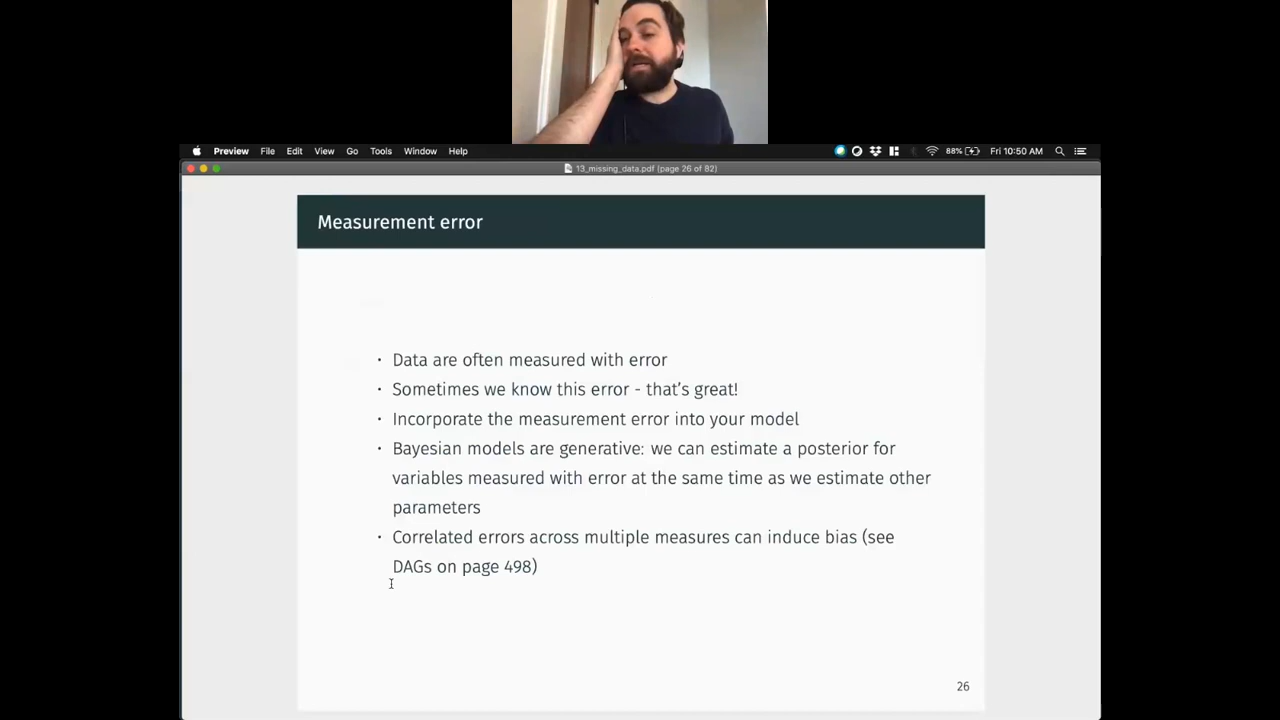 Preview File Edit View Go Tools Window Help 88% Fri 10:50 AM
13_missing_data.pdf (page 26 of 82)
Measurement error
• Data are often measured with error
• Sometimes we know this error - that's great!
• Incorporate the measurement error into your model
• Bayesian models are generative: we can estimate a posterior for
variables measured with error at the same time as we estimate other
parameters
• Correlated errors across multiple measures can induce bias (see
DAGs on page 498)
26